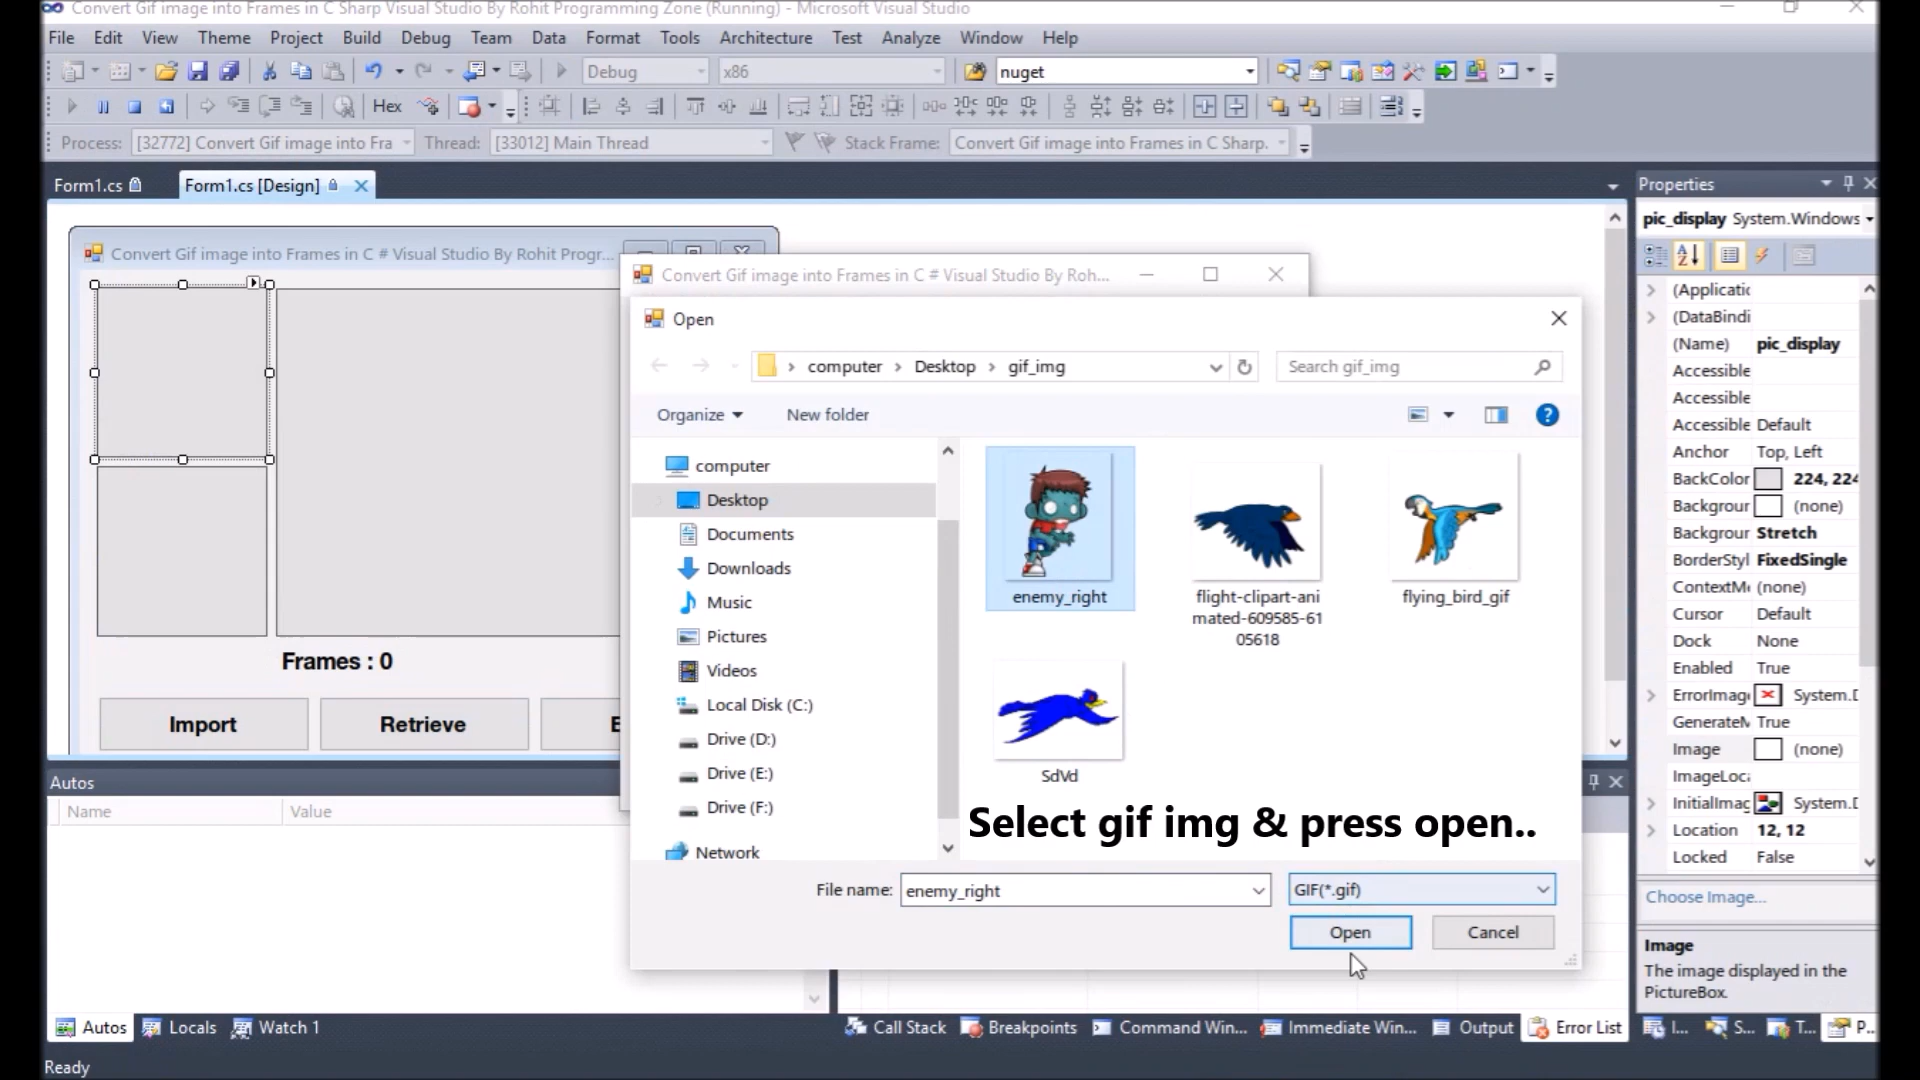 Convert Gif image into Frames in C Sharp Visual Studio By Rohit Programming Zone (Running) - Microsoft Visual Studio
File Edit View Theme Project Build Debug Team Data Format Tools Architecture Test Analyze Window Help
Debug x86 nuget
Hex
Process: [32772] Convert Gif image into Fra Thread: [33012] Main Thread Stack Frame: Convert Gif image into Frames in C Sharp.
Form1.cs Form1.cs [Design]
Convert Gif image into Frames in C # Visual Studio By Rohit Progr...
Frames : 0
Import Retrieve E
Convert Gif image into Frames in C # Visual Studio By Roh...
Open
computer > Desktop > gif_img
Search gif_img
Organize New folder
computer
Desktop
Documents
Downloads
Music
Pictures
Videos
Local Disk (C:)
Drive (D:)
Drive (E:)
Drive (F:)
Network
enemy_right
flight-clipart-ani
mated-609585-61
05618
flying_bird_gif
SdVd
Select gif img & press open..
File name: enemy_right GIF(*.gif)
Open Cancel
Properties
pic_display System.Windows
(Applicatic
(DataBindi
(Name) pic_display
Accessible
Accessible
Accessible Default
Anchor Top, Left
BackColor 224, 224
Backgrour (none)
Backgrour Stretch
BorderStyl FixedSingle
ContextMe (none)
Cursor Default
Dock None
Enabled True
ErrorImage System.D
GenerateM True
Image (none)
ImageLoca
InitialImag System.D
Location 12, 12
Locked False
Choose Image...
Image
The image displayed in the
PictureBox.
Autos
Name Value
Autos Locals Watch 1
Call Stack Breakpoints Command Win... Immediate Win... Output Error List
I... S... T... P..
Ready